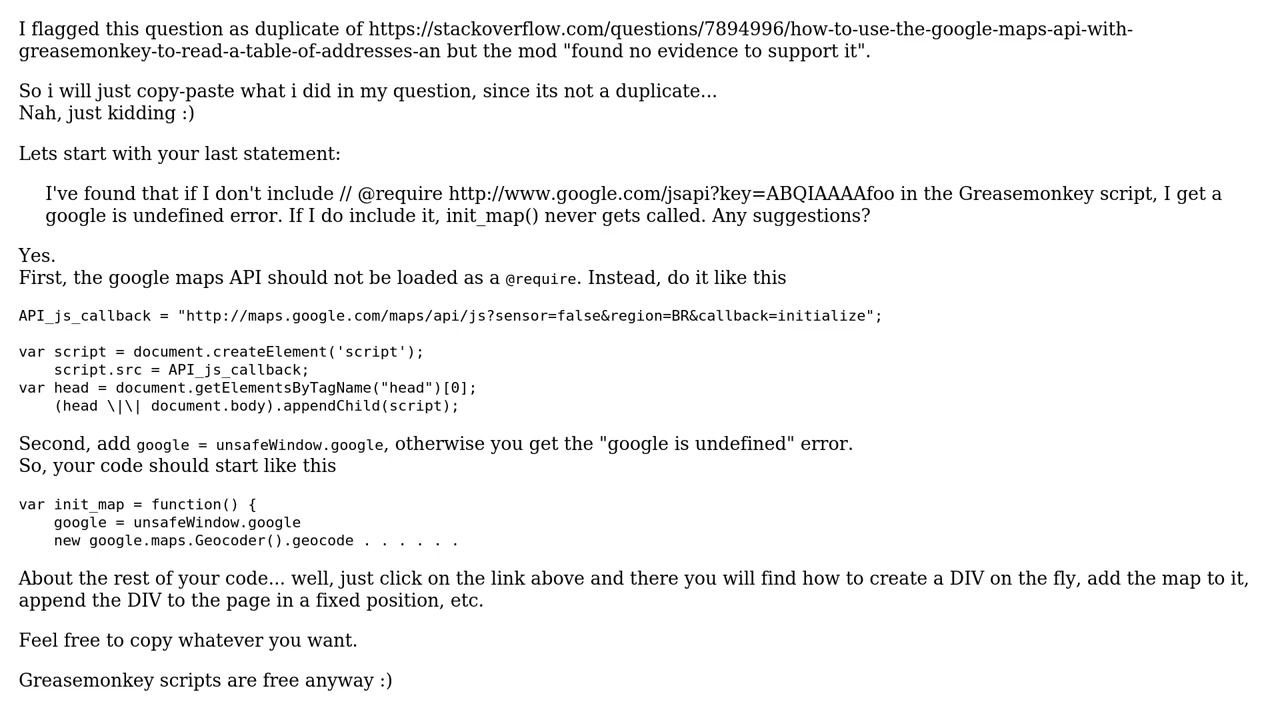 I flagged this question as duplicate of https://stackoverflow.com/questions/7894996/how-to-use-the-google-maps-api-with-
greasemonkey-to-read-a-table-of-addresses-an but the mod "found no evidence to support it".
So i will just copy-paste what i did in my question, since its not a duplicate...
Nah, just kidding :)
Lets start with your last statement:
I've found that if I don't include // @require http://www.google.com/jsapi?key=ABQIAAAAfoo in the Greasemonkey script, I get a
google is undefined error. If I do include it, init_map() never gets called. Any suggestions?
Yes.
First, the google maps API should not be loaded as a @require. Instead, do it like this
API_js_callback = "http://maps.google.com/maps/api/js?sensor=false&region=BR&callback=initialize";
var script = document.createElement('script');
    script.src = API_js_callback;
var head = document.getElementsByTagName("head")[0];
    (head \|\| document.body).appendChild(script);
Second, add google = unsafeWindow.google, otherwise you get the "google is undefined" error.
So, your code should start like this
var init_map = function() {
    google = unsafeWindow.google
    new google.maps.Geocoder().geocode . . . . . .
About the rest of your code... well, just click on the link above and there you will find how to create a DIV on the fly, add the map to it,
append the DIV to the page in a fixed position, etc.
Feel free to copy whatever you want.
Greasemonkey scripts are free anyway :)